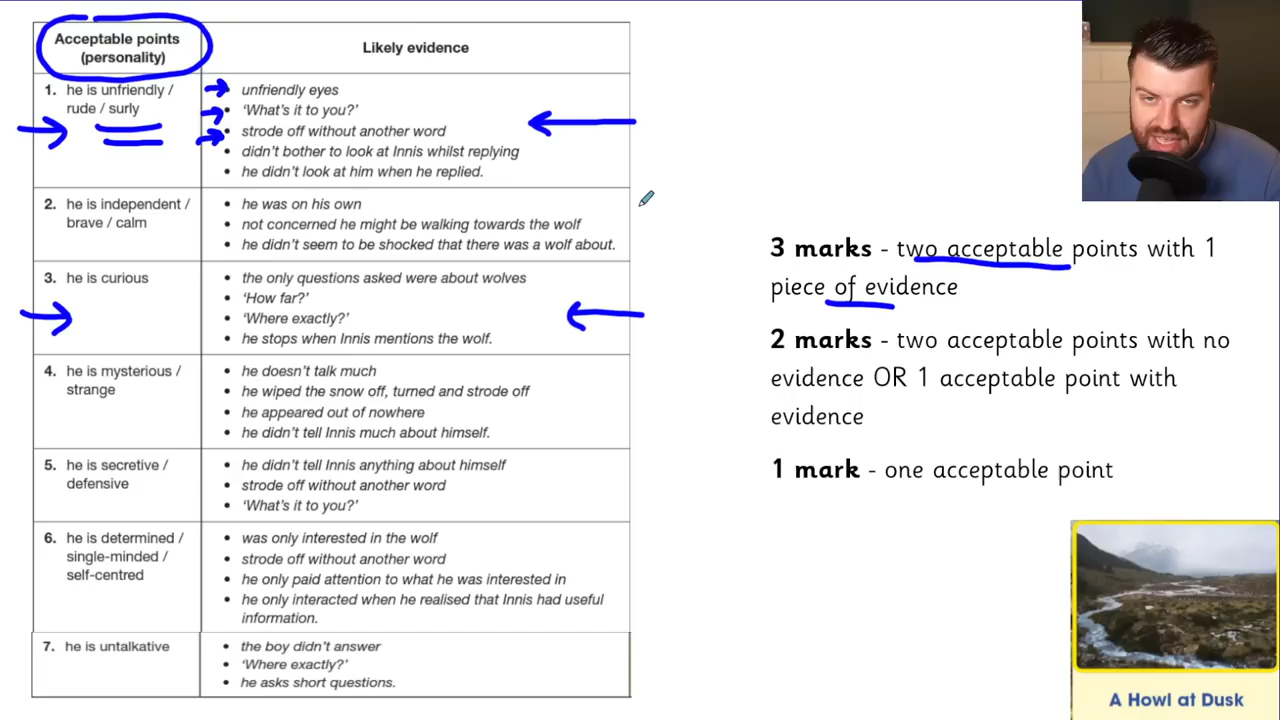 Acceptable points
(personality)
Likely evidence
1. he is unfriendly /
rude / surly
• unfriendly eyes
• 'What's it to you?'
• strode off without another word
• didn't bother to look at Innis whilst replying
• he didn't look at him when he replied.
2. he is independent /
brave / calm
• he was on his own
• not concerned he might be walking towards the wolf
• he didn't seem to be shocked that there was a wolf about.
3. he is curious
• the only questions asked were about wolves
• 'How far?'
• 'Where exactly?'
• he stops when Innis mentions the wolf.
4. he is mysterious /
strange
• he doesn't talk much
• he wiped the snow off, turned and strode off
• he appeared out of nowhere
• he didn't tell Innis much about himself.
5. he is secretive /
defensive
• he didn't tell Innis anything about himself
• strode off without another word
• 'What's it to you?'
6. he is determined /
single-minded /
self-centred
• was only interested in the wolf
• strode off without another word
• he only paid attention to what he was interested in
• he only interacted when he realised that Innis had useful
information.
7. he is untalkative
• the boy didn't answer
• 'Where exactly?'
• he asks short questions.
3 marks - two acceptable points with 1
piece of evidence
2 marks - two acceptable points with no
evidence OR 1 acceptable point with
evidence
1 mark - one acceptable point
A Howl at Dusk